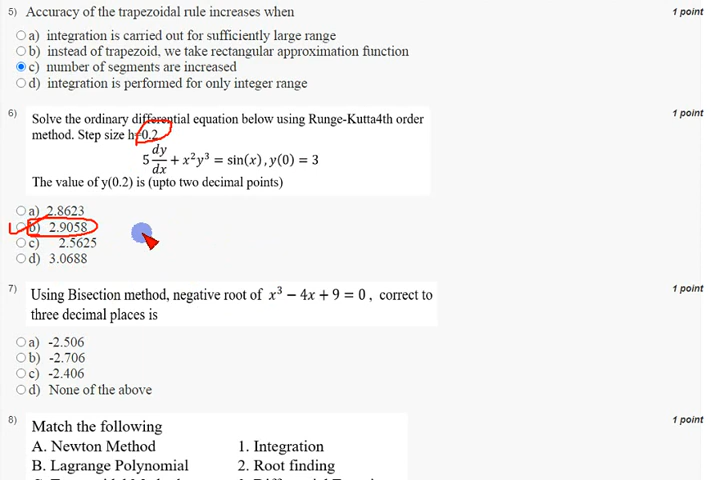 5) Accuracy of the trapezoidal rule increases when 1 point
a) integration is carried out for sufficiently large range
b) instead of trapezoid, we take rectangular approximation function
c) number of segments are increased
d) integration is performed for only integer range
6) Solve the ordinary differential equation below using Runge-Kutta4th order 1 point
method. Step size h=0.2
5 dy/dx + x²y³ = sin(x), y(0) = 3
The value of y(0.2) is (upto two decimal points)
a) 2.8623
b) 2.9058
c) 2.5625
d) 3.0688
7) Using Bisection method, negative root of x³ − 4x + 9 = 0 , correct to 1 point
three decimal places is
a) -2.506
b) -2.706
c) -2.406
d) None of the above
8) Match the following 1 point
A. Newton Method 1. Integration
B. Lagrange Polynomial 2. Root finding